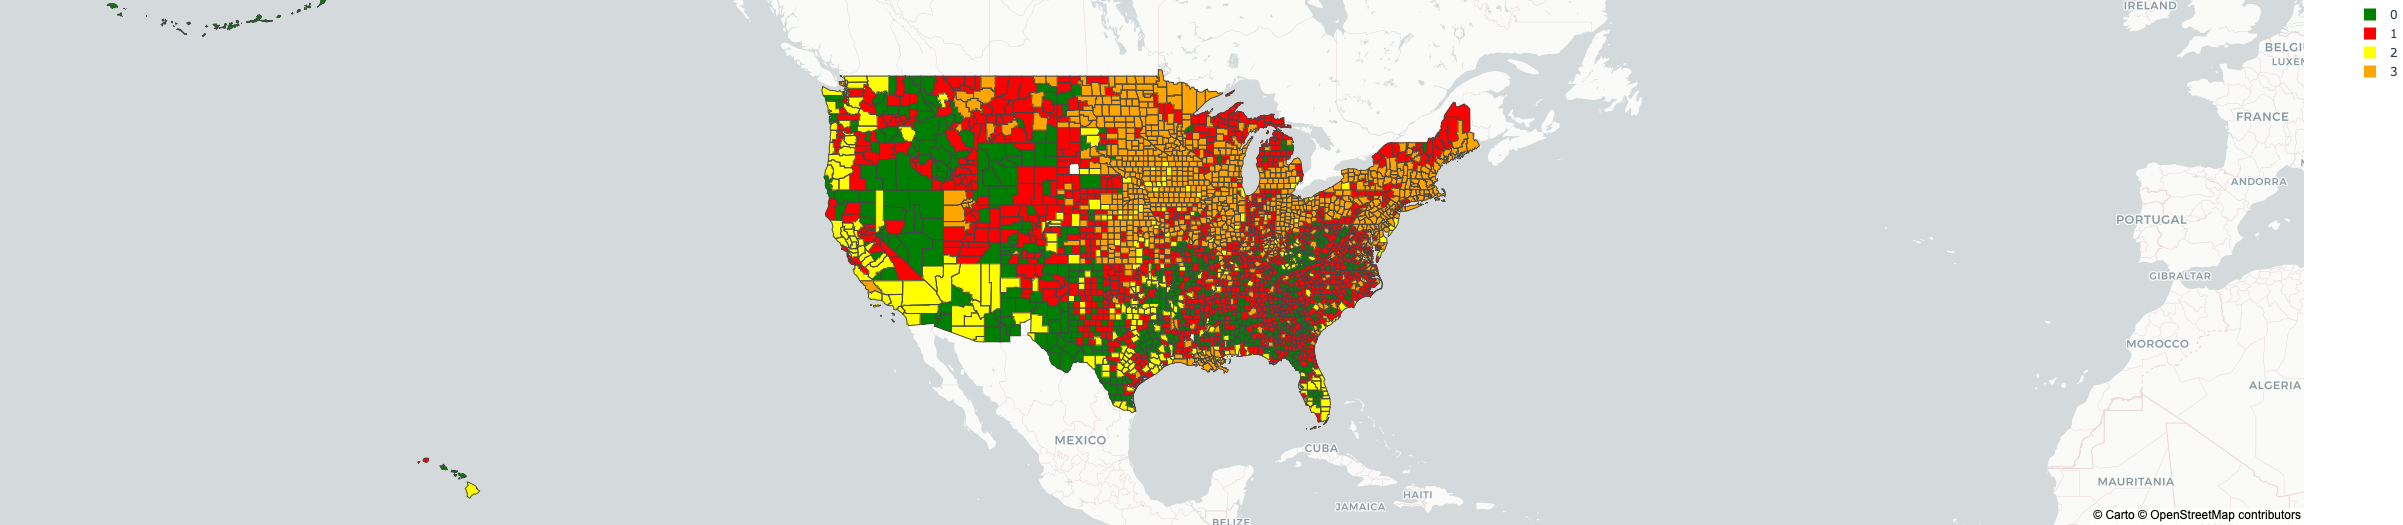 IRELAND
BELGI
LUXEM
FRANCE
ANDORRA
PORTUGAL
GIBRALTAR
MOROCCO
ALGERIA
MEXICO
CUBA
HAITI
JAMAICA
BELIZE
MAURITANIA
© Carto © OpenStreetMap contributors
0
1
2
3